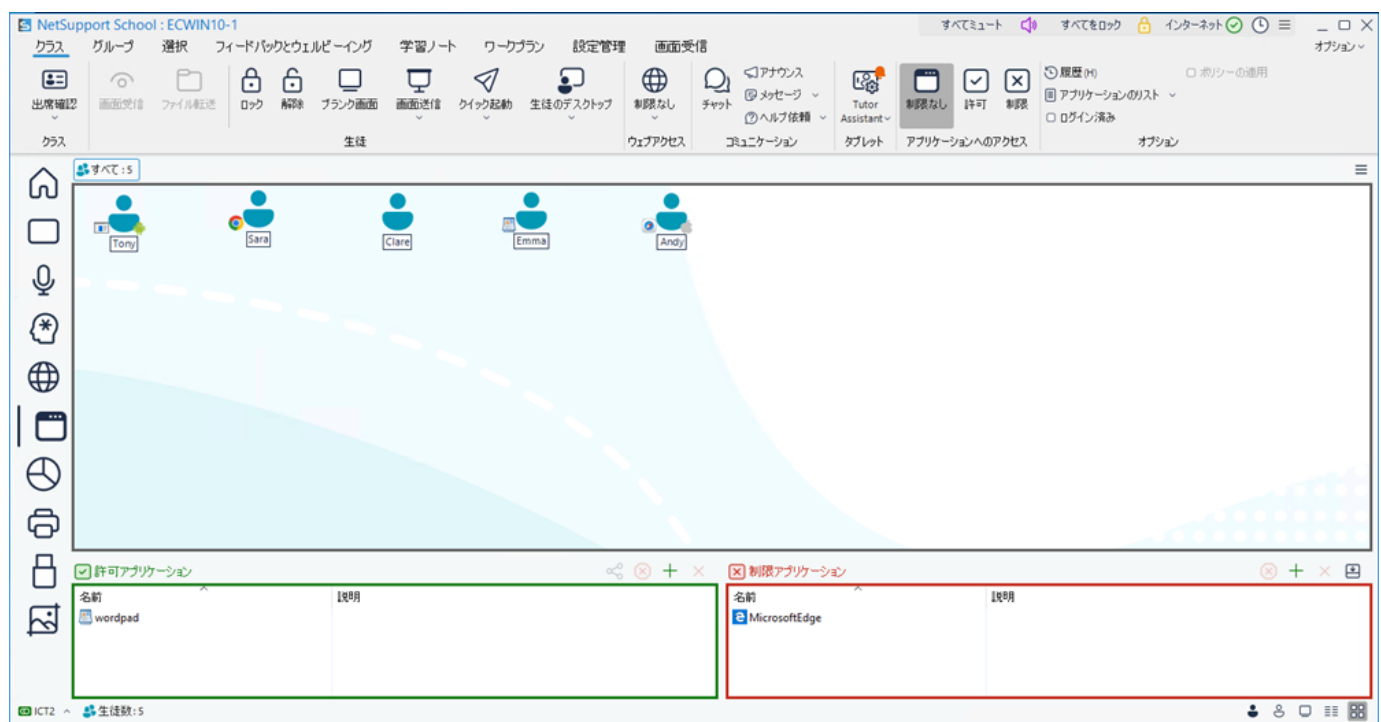 NetSupport School : ECWIN10-1
すべてミュート すべてをロック インターネット
クラス グループ 選択 フィードバックとウェルビーイング 学習ノート ワークプラン 設定管理 画面受信 オプション
出席確認 画面受信 ファイル転送 ロック 解除 ブランク画面 画面送信 クイック起動 生徒のデスクトップ 制限なし チャット
アナウンス
メッセージ
ヘルプ依頼
Tutor
Assistant
制限なし 許可 制限
履歴(H) ポリシーの適用
アプリケーションのリスト
ログイン済み
クラス 生徒 ウェブアクセス コミュニケーション タブレット アプリケーションへのアクセス オプション
すべて:5
Tony Sara Clare Emma Andy
許可アプリケーション 制限アプリケーション
名前 説明 名前 説明
wordpad MicrosoftEdge
ICT2 生徒数:5